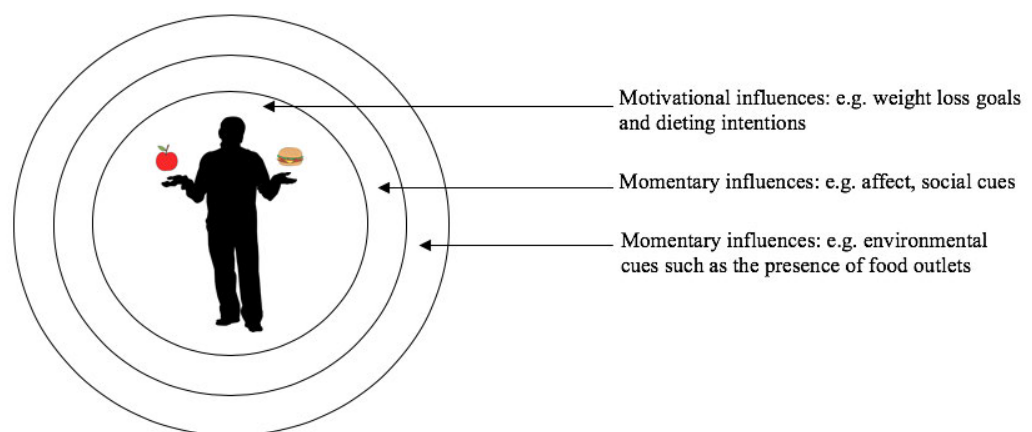 Motivational influences: e.g. weight loss goals
and dieting intentions
Momentary influences: e.g. affect, social cues
Momentary influences: e.g. environmental
cues such as the presence of food outlets